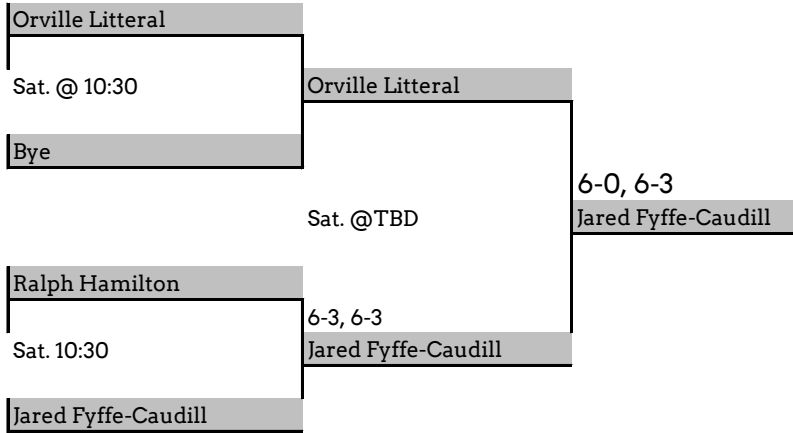 Orville Litteral
Sat. @ 10:30
Orville Litteral
Bye
6-0, 6-3
Sat. @TBD
Jared Fyffe-Caudill
Ralph Hamilton
6-3, 6-3
Sat. 10:30
Jared Fyffe-Caudill
Jared Fyffe-Caudill